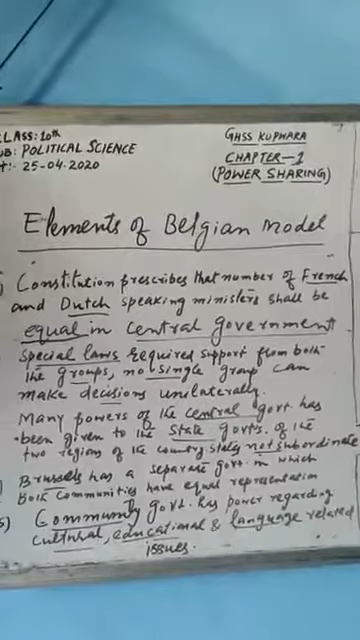 CLASS: 10th
SUB: POLITICAL SCIENCE
DT:- 25-04-2020
GHSS KUPWARA
CHAPTER-1
(POWER SHARING)
Elements of Belgian Model
Constitution prescribes that number of French
and Dutch speaking ministers shall be
equal in central government
special laws required support from both
the groups, no single group can
make decisions unilaterally.
Many powers of the central govt has
been given to the state govts. of the
two regions of the country. States not subordinate
Brussels has a separate govt. in which
both communities have equal representation
5) Community govt. has power regarding
cultural, educational & language related
issues.